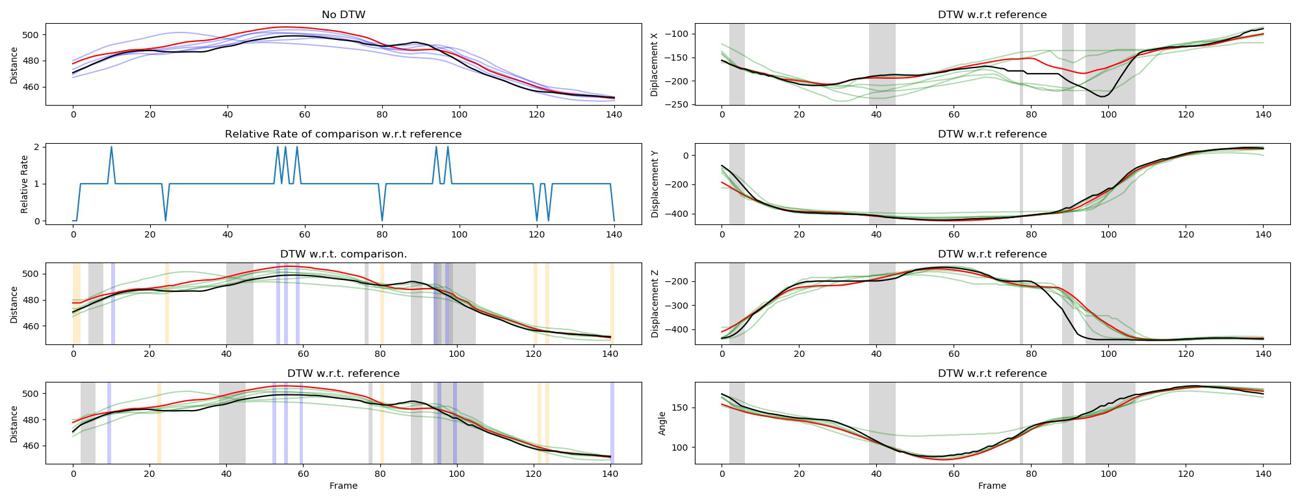 No DTW
Distance
500
480
460
0 20 40 60 80 100 120 140
Relative Rate of comparison w.r.t reference
Relative Rate
2
1
0
0 20 40 60 80 100 120 140
DTW w.r.t. comparison.
Distance
500
480
460
0 20 40 60 80 100 120 140
DTW w.r.t. reference
Distance
500
480
460
0 20 40 60 80 100 120 140
Frame
DTW w.r.t reference
Diplacement X
−100
−150
−200
−250
0 20 40 60 80 100 120 140
DTW w.r.t reference
Displacement Y
0
−200
−400
0 20 40 60 80 100 120 140
DTW w.r.t reference
Displacement Z
−200
−300
−400
0 20 40 60 80 100 120 140
DTW w.r.t reference
Angle
150
100
0 20 40 60 80 100 120 140
Frame